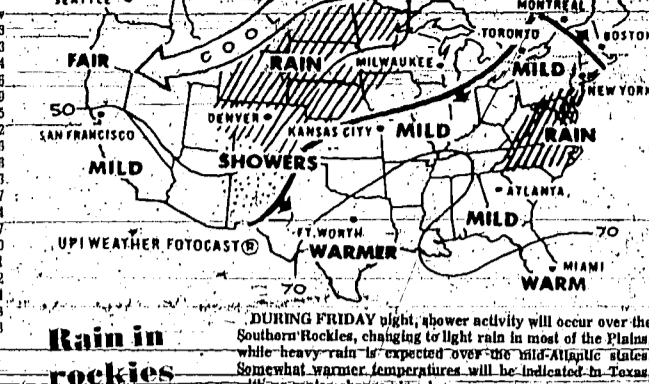 SEATTLE
MONTREAL
TORONTO
BOSTON
COOL
FAIR
RAIN
MILWAUKEE
MILD
NEW YORK
50
DENVER
SAN FRANCISCO
KANSAS CITY
MILD
RAIN
MILD
SHOWERS
ATLANTA
MILD
FT. WORTH
70
UPI WEATHER FOTOCAST®
WARMER
MIAMI
WARM
70
DURING FRIDAY night, shower activity will occur over the
Southern Rockies, changing to light rain in most of the Plains
while heavy rain is expected over the mid-Atlantic states.
Somewhat warmer temperatures will be indicated in Texas
Rain in
rockies